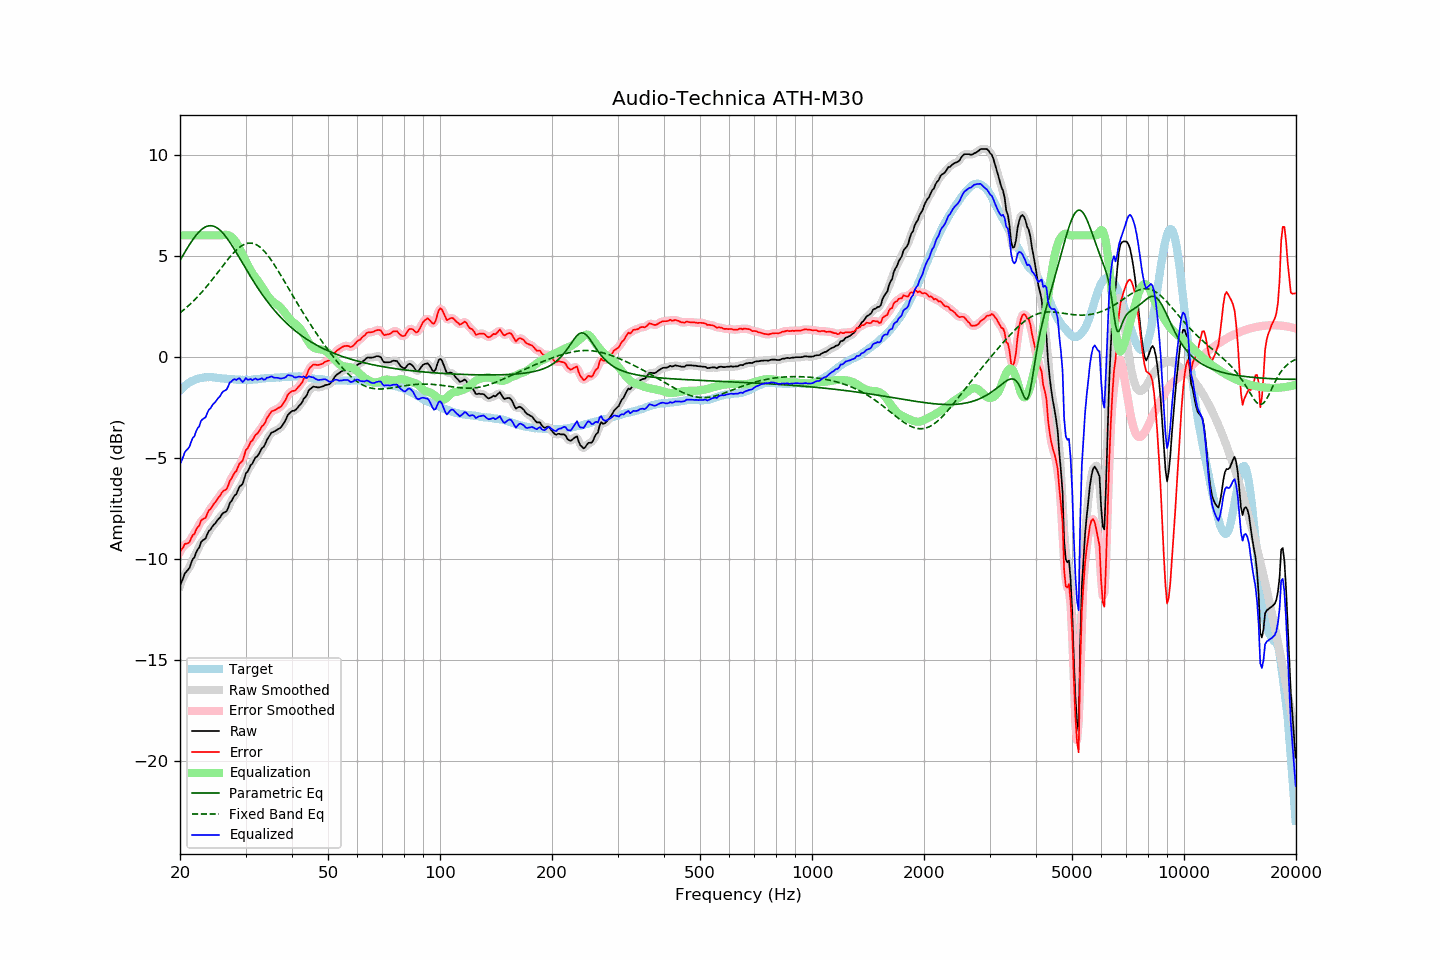 Audio-Technica ATH-M30
Amplitude (dBr)
10
5
0
−5
−10
−15
−20
Target
Raw Smoothed
Error Smoothed
Raw
Error
Equalization
Parametric Eq
Fixed Band Eq
Equalized
20 50 100 200 500 1000 2000 5000 10000 20000
Frequency (Hz)